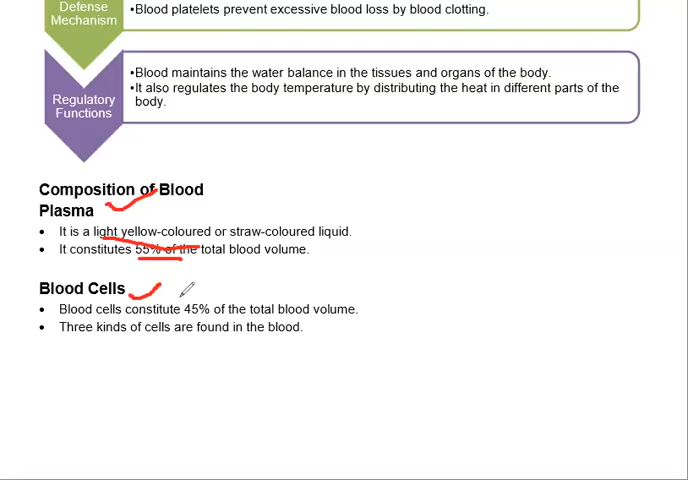 Defense
Mechanism
•Blood platelets prevent excessive blood loss by blood clotting.
Regulatory
Functions
•Blood maintains the water balance in the tissues and organs of the body.
•It also regulates the body temperature by distributing the heat in different parts of the
body.
Composition of Blood
Plasma
• It is a light yellow-coloured or straw-coloured liquid.
• It constitutes 55% of the total blood volume.
Blood Cells
• Blood cells constitute 45% of the total blood volume.
• Three kinds of cells are found in the blood.